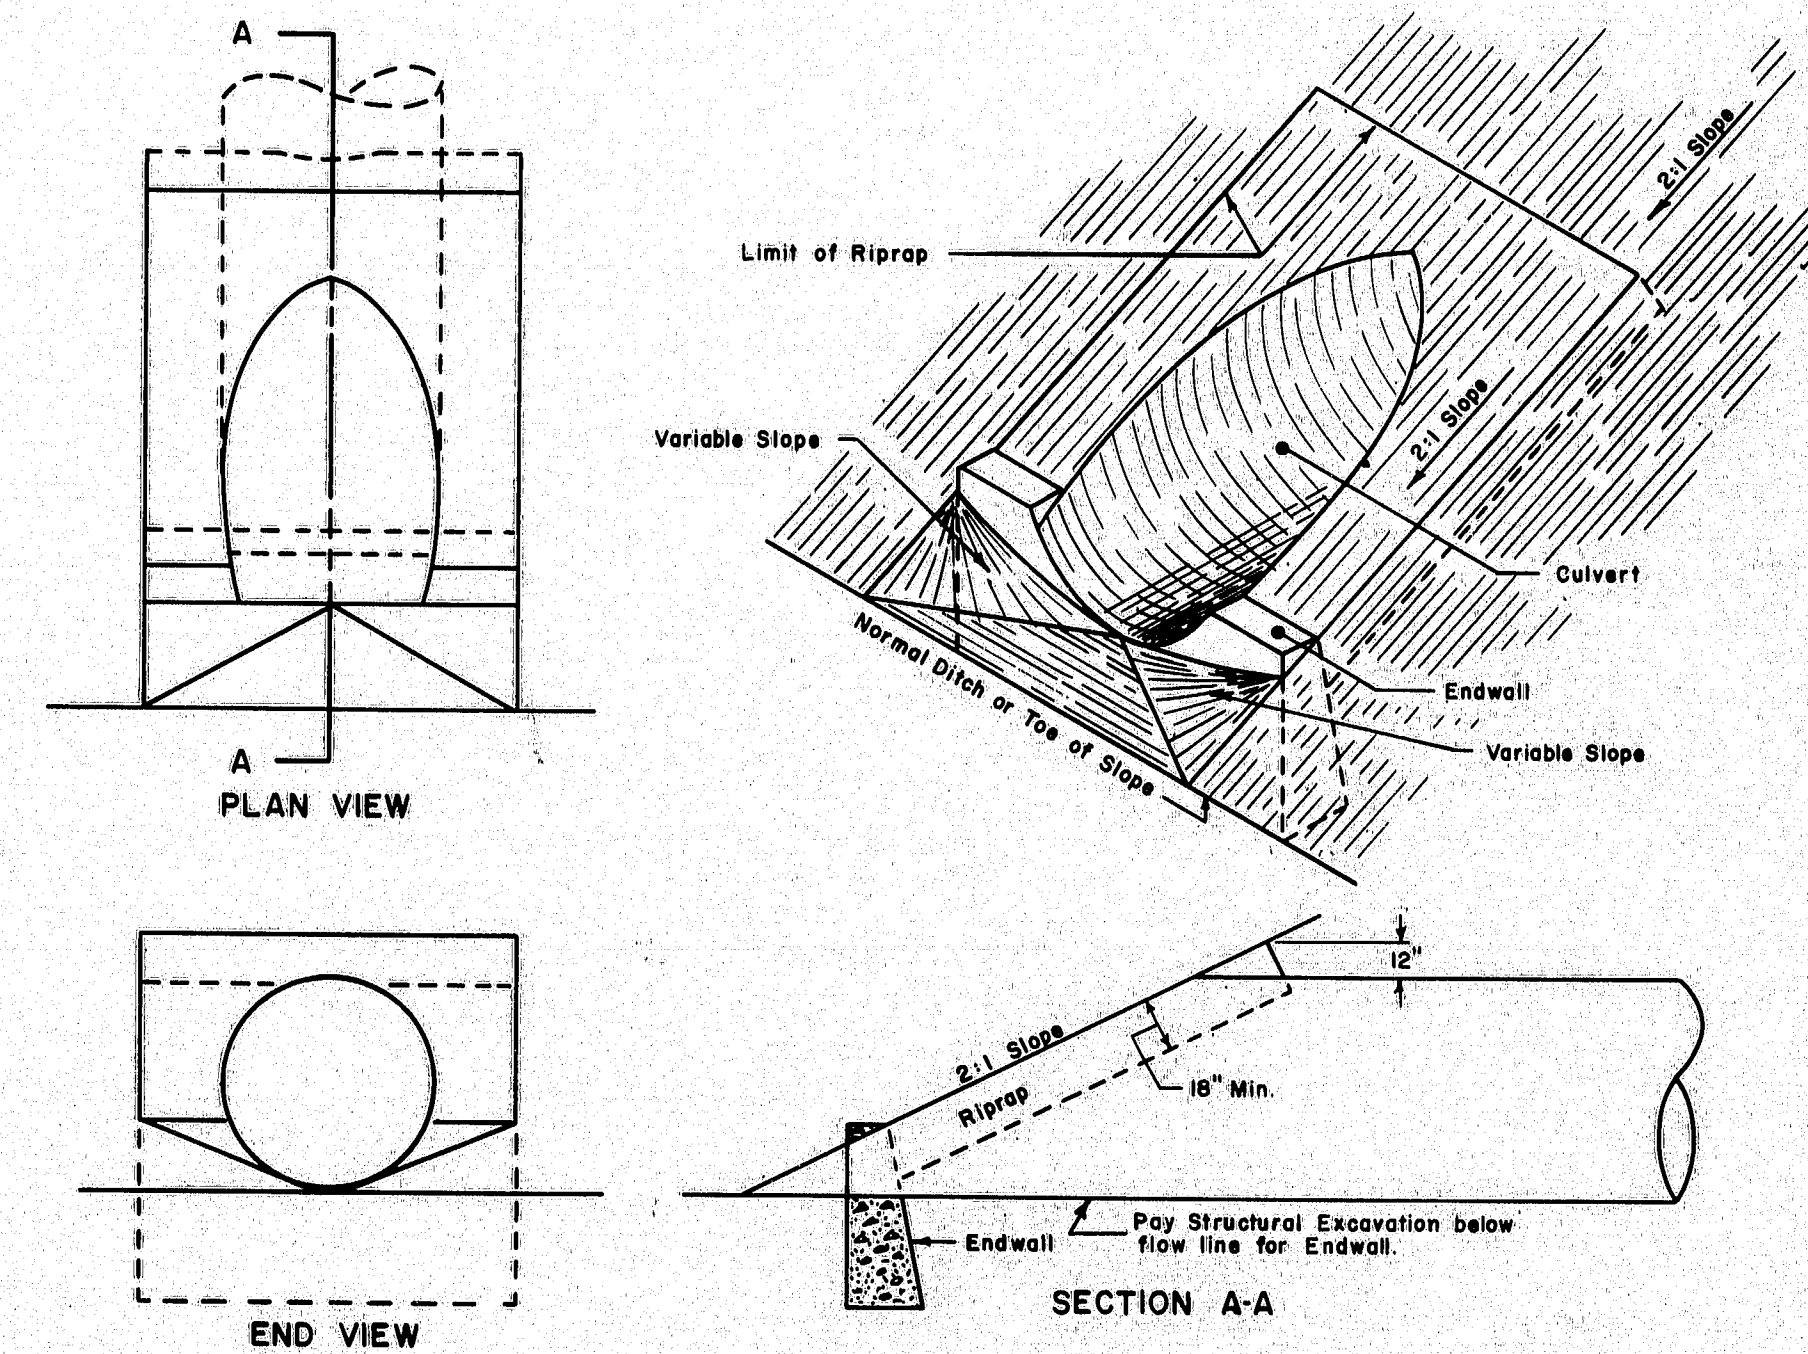 A
A
PLAN VIEW
2:1 Slope
Limit of Riprap
2:1 Slope
Variable Slope
Culvert
Normal Ditch or Toe of Slope
Endwall
Variable Slope
END VIEW
12"
2:1 Slope
Riprap
18" Min.
Endwall
Pay Structural Excavation below
flow line for Endwall.
SECTION A-A